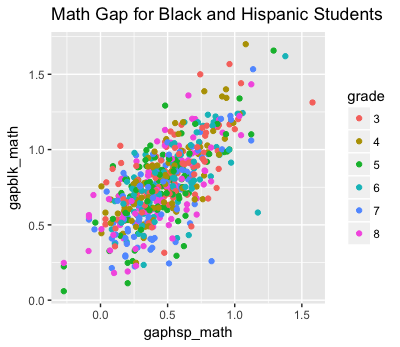 Math Gap for Black and Hispanic Students
gapblk_math
1.5
1.0
0.5
0.0
0.0 0.5 1.0 1.5
gaphsp_math
grade
3
4
5
6
7
8